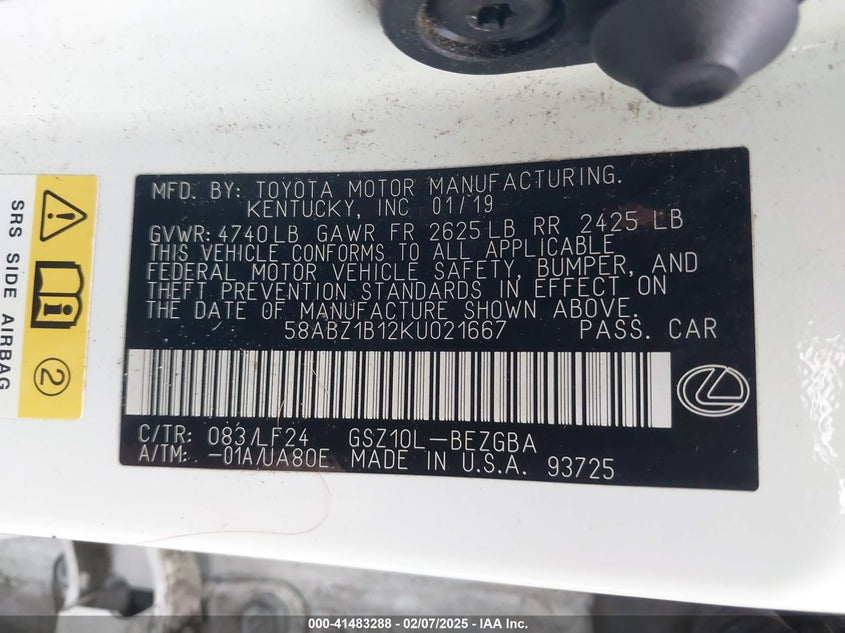 MFD. BY: TOYOTA MOTOR MANUFACTURING.
KENTUCKY, INC 01/19
GVWR: 4740LB GAWR FR 2625LB RR 2425 LB
THIS VEHICLE CONFORMS TO ALL APPLICABLE
FEDERAL MOTOR VEHICLE SAFETY, BUMPER, AND
THEFT PREVENTION STANDARDS IN EFFECT ON
THE DATE OF MANUFACTURE SHOWN ABOVE.
58ABZ1B12KU021667 PASS. CAR
C/TR: 083/LF24 GSZ10L-BEZGBA
A/TM: -01A/UA80E MADE IN U.S.A. 93725
SRS SIDE AIRBAG
2
000-41483288 — 02/07/2025 — IAA Inc.